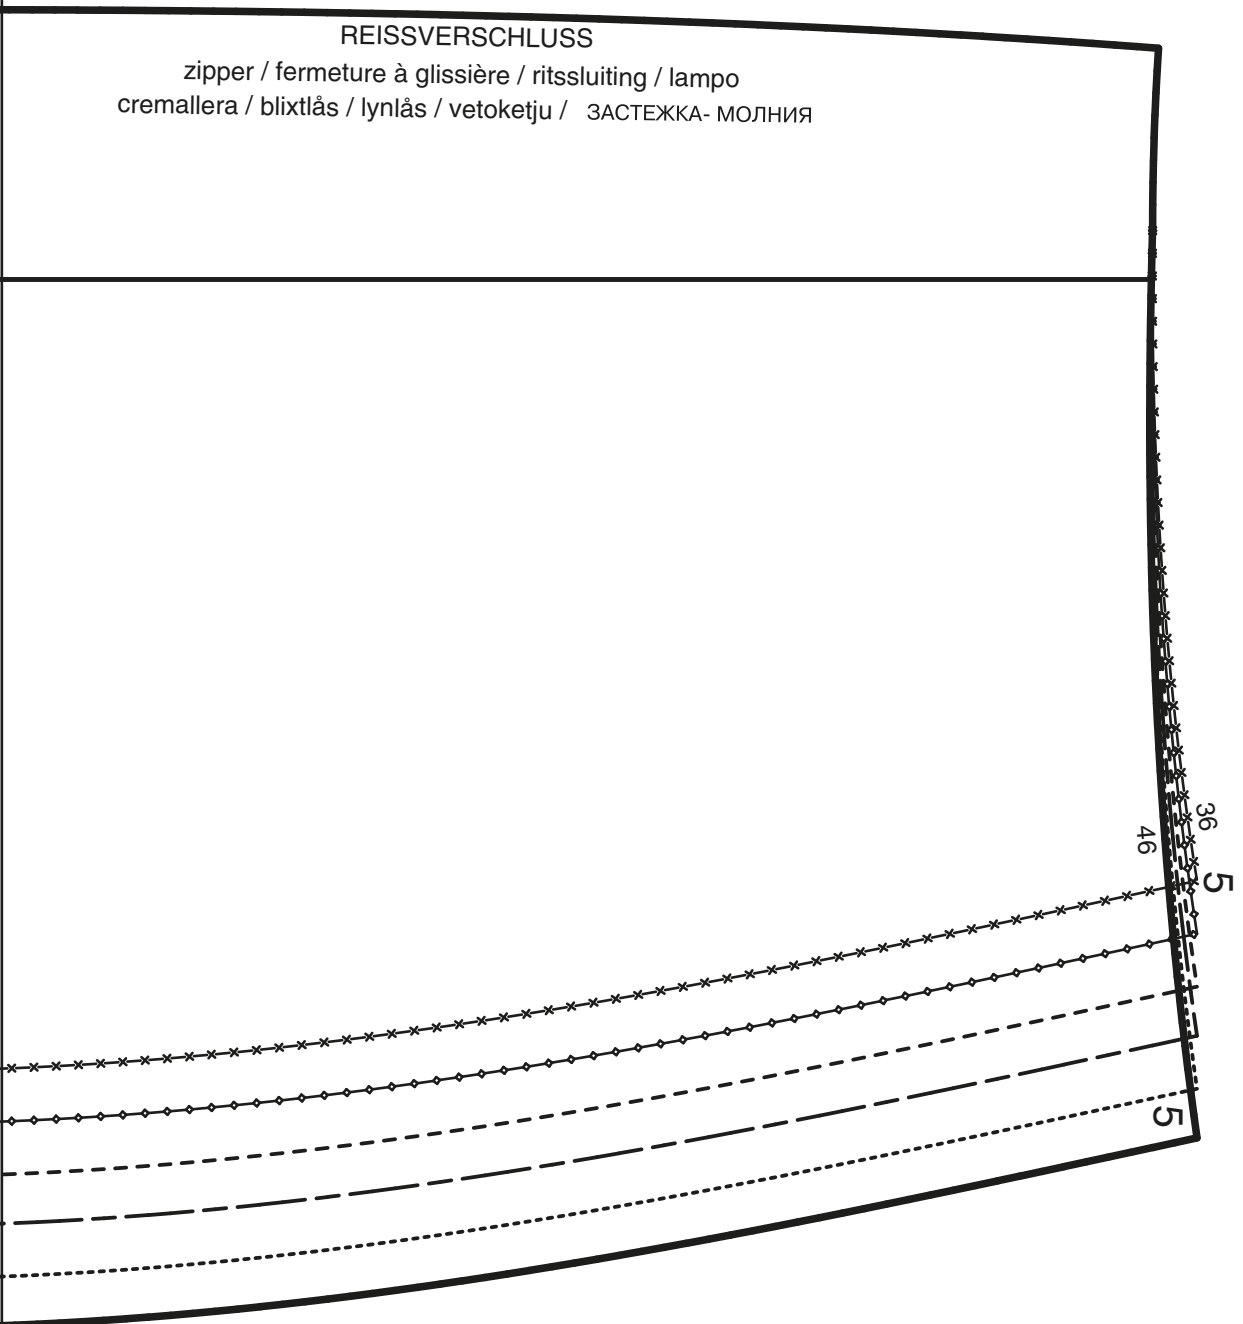 REISSVERSCHLUSS
zipper / fermeture à glissière / ritssluiting / lampo
cremallera / blixtlås / lynlås / vetoketju / ЗАСТЕЖКА- МОЛНИЯ
36
46
5
5